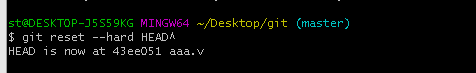 st@DESKTOP-J5S59KG MINGW64 ~/Desktop/git (master)
$ git reset --hard HEAD^
HEAD is now at 43ee051 aaa.v